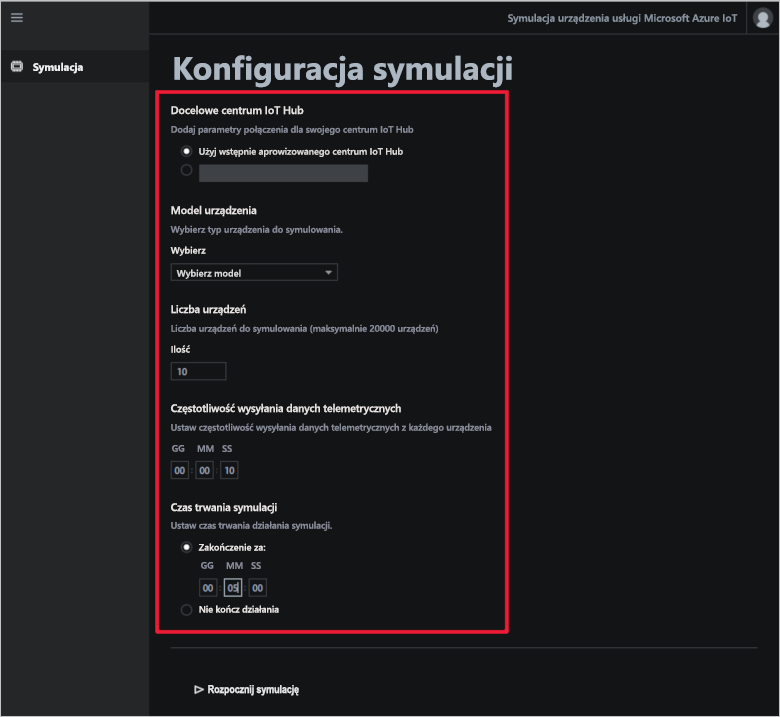 Symulacja urządzenia usługi Microsoft Azure IoT
Symulacja
Konfiguracja symulacji
Docelowe centrum IoT Hub
Dodaj parametry połączenia dla swojego centrum IoT Hub
Użyj wstępnie aprowizowanego centrum IoT Hub
Model urządzenia
Wybierz typ urządzenia do symulowania.
Wybierz
Wybierz model
Liczba urządzeń
Liczba urządzeń do symulowania (maksymalnie 20000 urządzeń)
Ilość
10
Częstotliwość wysyłania danych telemetrycznych
Ustaw częstotliwość wysyłania danych telemetrycznych z każdego urządzenia
GG MM SS
00 : 00 : 10
Czas trwania symulacji
Ustaw czas trwania działania symulacji.
Zakończenie za:
GG MM SS
00 : 05 : 00
Nie kończ działania
Rozpocznij symulację